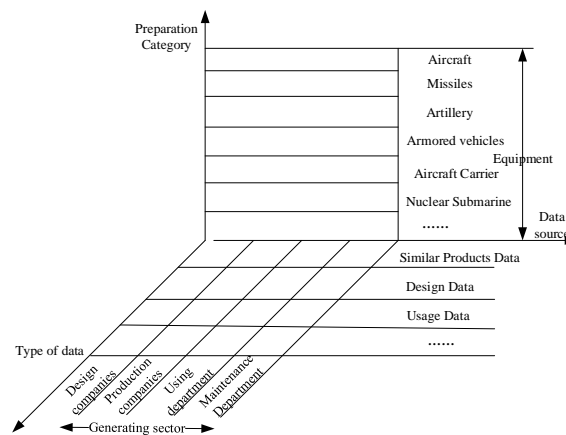 Preparation
Category
Aircraft
Missiles
Artillery
Armored vehicles
Equipment
Aircraft Carrier
Nuclear Submarine
......
Data
source
Similar Products Data
Design Data
Usage Data
......
Type of data
Design
companies
Production
companies
Using
department
Maintenance
Department
Generating sector